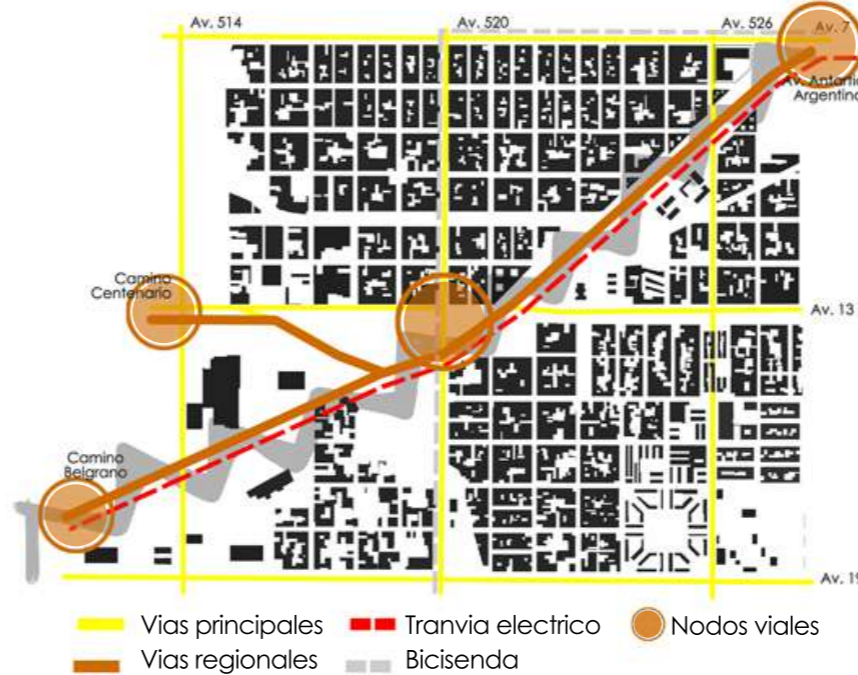 Av. 514
Av. 520
Av. 526
Av. 7
Av.
Argentina
Camino
Centenario
Av. 13
Camino
Belgrano
Av. 19
Vias principales
Tranvia electrico
Nodos viales
Vias regionales
Bicisenda